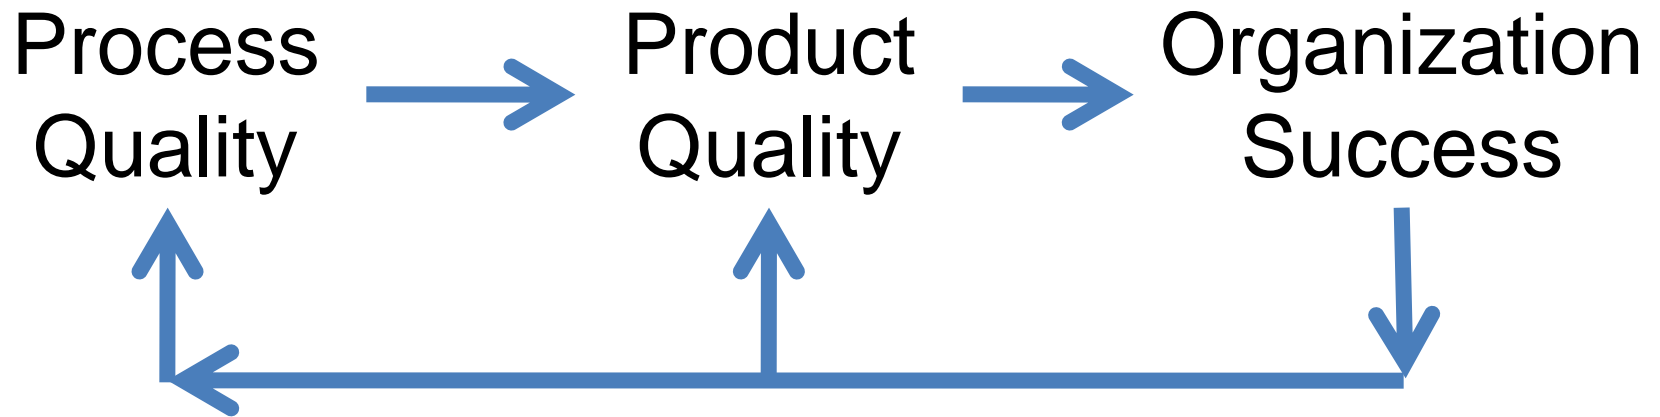 Process
Quality
Product
Quality
Organization
Success